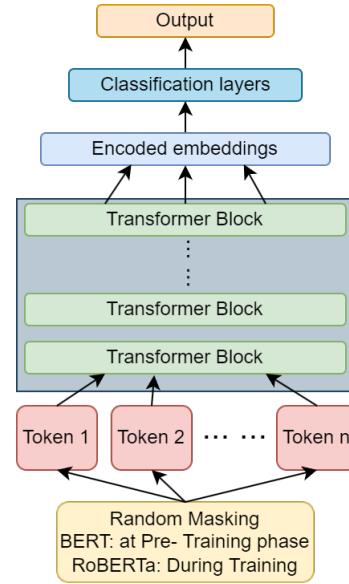 Output
Classification layers
Encoded embeddings
Transformer Block
Transformer Block
Transformer Block
Token 1
Token 2
Token n
Random Masking
BERT: at Pre- Training phase
RoBERTa: During Training